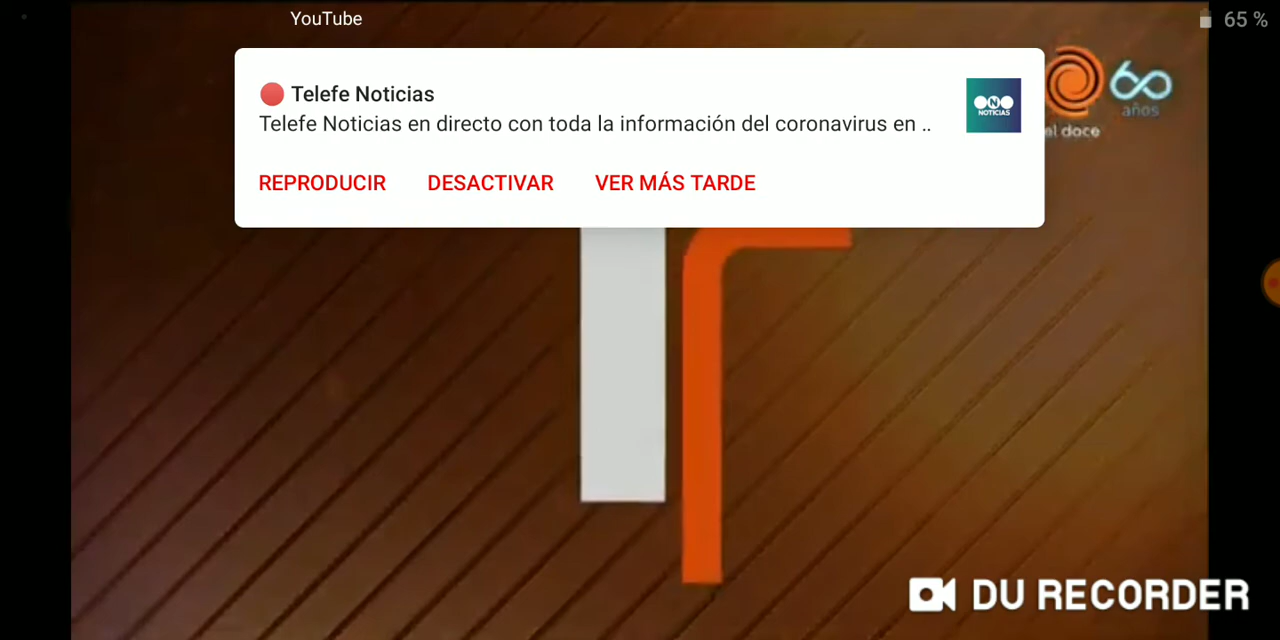 YouTube
65 %
🔴 Telefe Noticias
Telefe Noticias en directo con toda la información del coronavirus en ..
N
NOTICIAS
60
años
el doce
REPRODUCIR DESACTIVAR VER MÁS TARDE
DU RECORDER